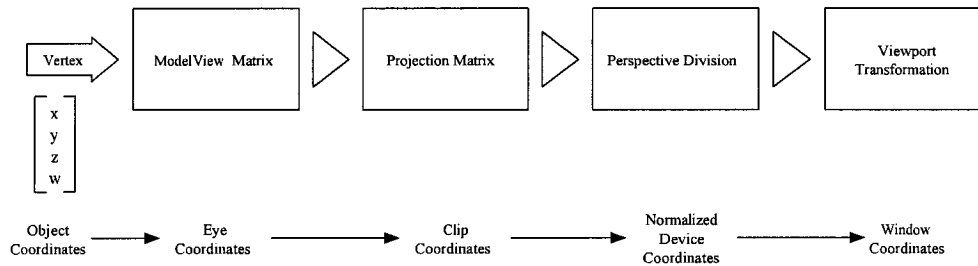 Vertex
ModelView Matrix
Projection Matrix
Perspective Division
Viewport
Transformation
x
y
z
w
Object
Coordinates
Eye
Coordinates
Clip
Coordinates
Normalized
Device
Coordinates
Window
Coordinates